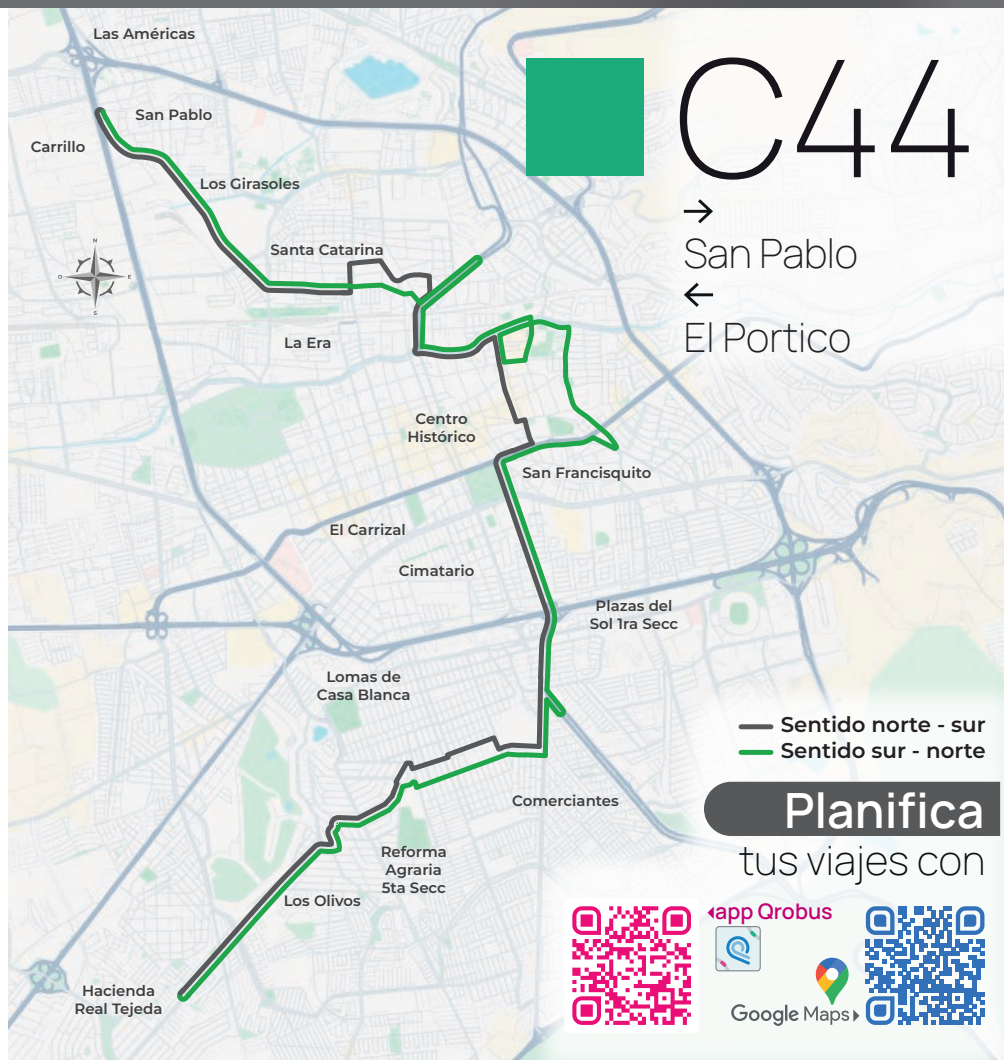 Las Américas
San Pablo
Carrillo
Los Girasoles
Santa Catarina
N
O
E
S
La Era
Centro
Histórico
San Francisquito
El Carrizal
Cimatario
Plazas del
Sol 1ra Secc
Lomas de
Casa Blanca
Comerciantes
Reforma
Agraria
5ta Secc
Los Olivos
Hacienda
Real Tejeda
C44
→
San Pablo
←
El Portico
Sentido norte - sur
Sentido sur - norte
Planifica
tus viajes con
app Qrobus
Google Maps